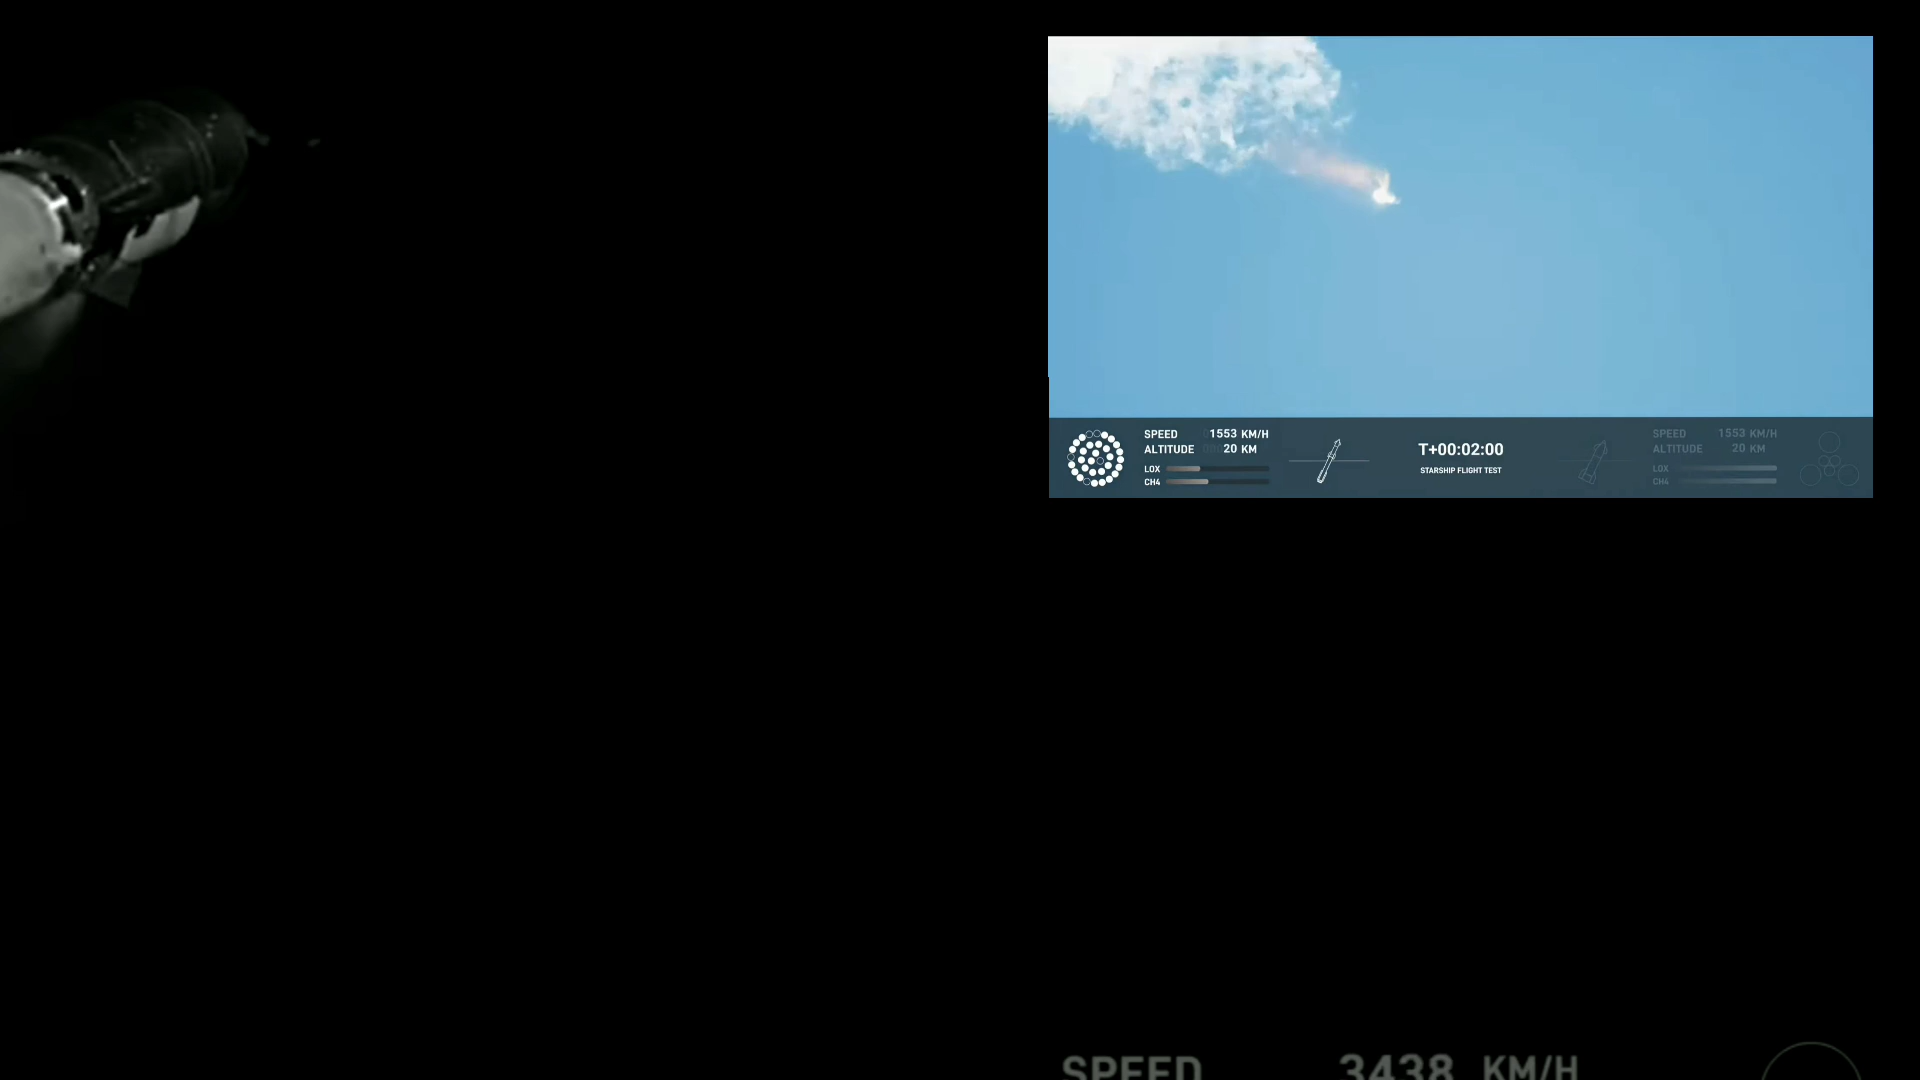 SPEED 1553 KM/H
ALTITUDE 20 KM
LOX
CH4
T+00:02:00
STARSHIP FLIGHT TEST
SPEED 1553 KM/H
ALTITUDE 20 KM
LOX
CH4
SPEED 3438 KM/H